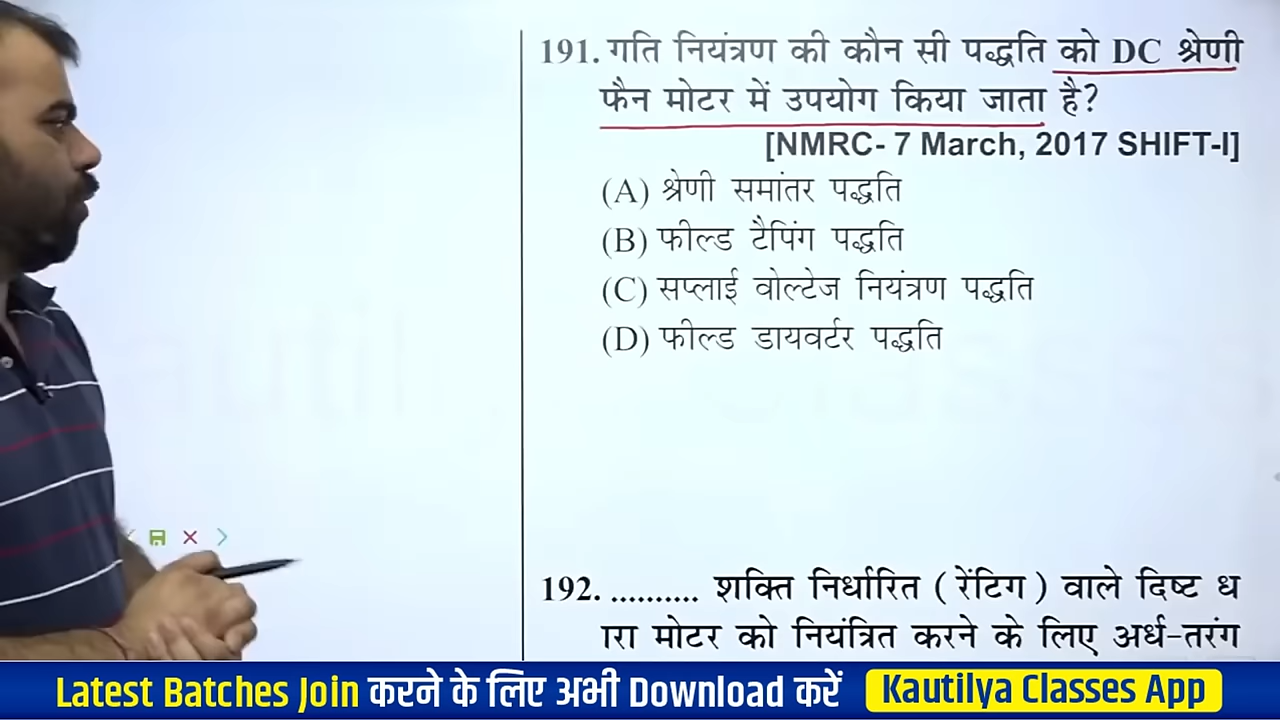 191. गति नियंत्रण की कौन सी पद्धति को DC श्रेणी
फैन मोटर में उपयोग किया जाता है?
[NMRC- 7 March, 2017 SHIFT-I]
(A) श्रेणी समांतर पद्धति
(B) फील्ड टैपिंग पद्धति
(C) सप्लाई वोल्टेज नियंत्रण पद्धति
(D) फील्ड डायवर्टर पद्धति
192. .......... शक्ति निर्धारित ( रेंटिग ) वाले दिष्ट ध
ारा मोटर को नियंत्रित करने के लिए अर्ध-तरंग
Latest Batches Join करने के लिए अभी Download करें Kautilya Classes App